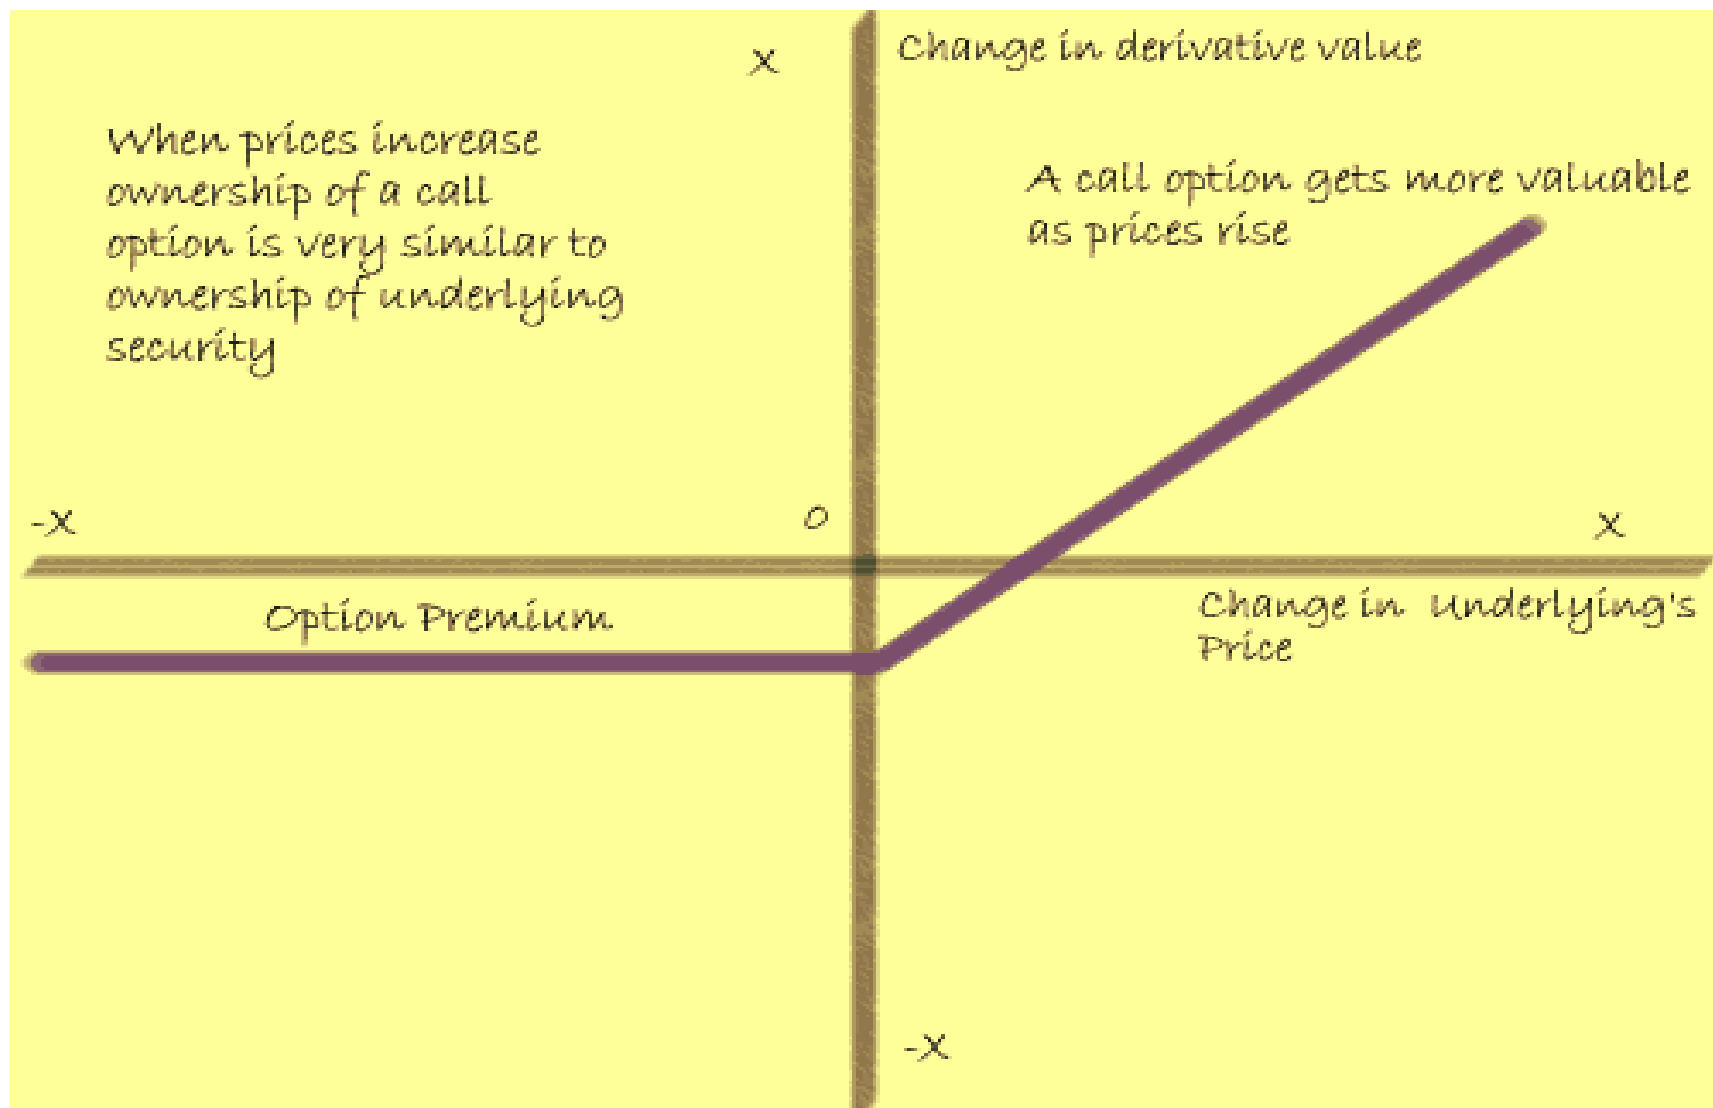 X
Change in derivative value
When prices increase
ownership of a call
option is very similar to
ownership of underlying
security
A call option gets more valuable
as prices rise
-X
0
X
Option Premium
Change in Underlying's
Price
-X